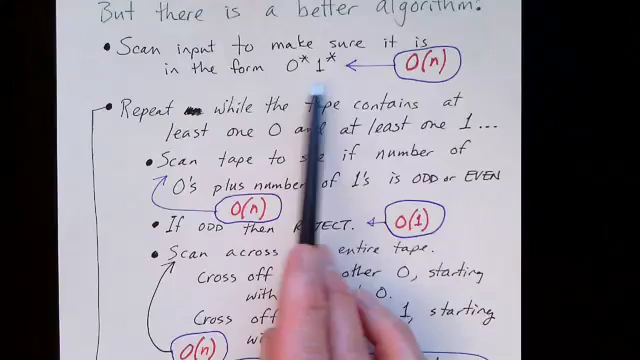 But there is a better algorithm:
• Scan input to make sure it is
in the form 0* 1* O(n)
• Repeat while the tape contains at
least one 0 and at least one 1 ...
• Scan tape to see if number of
0's plus number of 1's is ODD or EVEN
O(n)
• If ODD then REJECT. O(1)
• Scan across entire tape.
Cross off other 0, starting
with 0.
Cross off 1, starting
O(n)